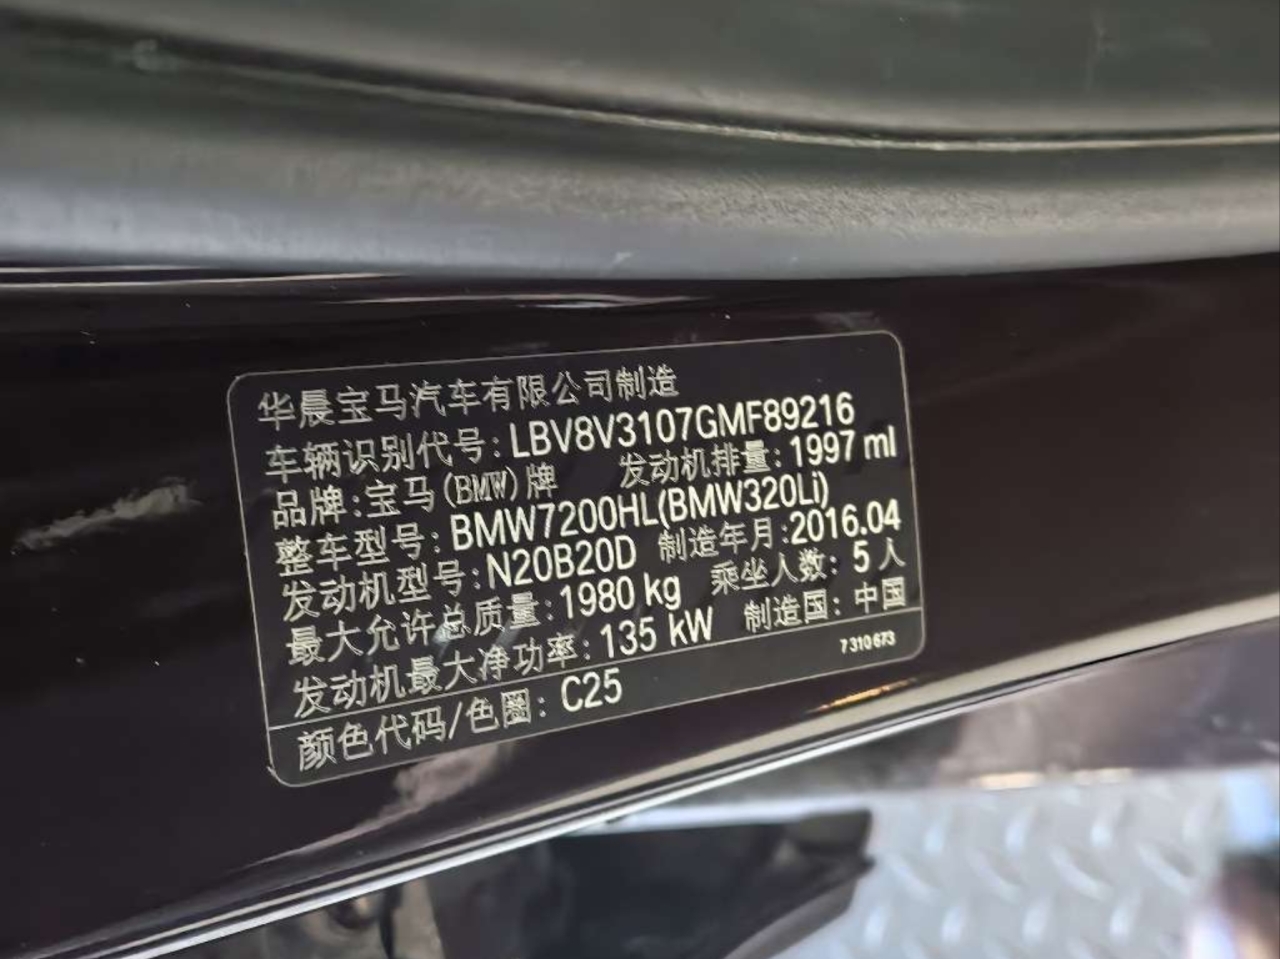 华晨宝马汽车有限公司制造
车辆识别代号: LBV8V3107GMF89216
品牌: 宝马(BMW)牌 发动机排量: 1997 ml
整车型号: BMW7200HL(BMW320Li)
发动机型号: N20B20D 制造年月: 2016.04
最大允许总质量: 1980 kg 乘坐人数: 5 人
发动机最大净功率: 135 kW 制造国: 中国
颜色代码/色圈: C25 7310673